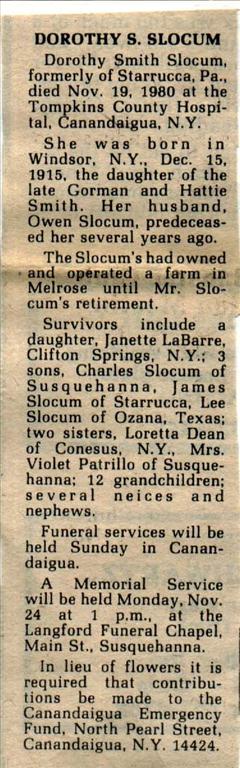 DOROTHY S. SLOCUM
Dorothy Smith Slocum,
formerly of Starrucca, Pa.,
died Nov. 19, 1980 at the
Tompkins County Hospi-
tal, Canandaigua, N.Y.
She was born in
Windsor, N.Y., Dec. 15,
1915, the daughter of the
late Gorman and Hattie
Smith. Her husband,
Owen Slocum, predeceas-
ed her several years ago.
The Slocum's had owned
and operated a farm in
Melrose until Mr. Slo-
cum's retirement.
Survivors include a
daughter, Janette LaBarre,
Clifton Springs, N.Y.; 3
sons, Charles Slocum of
Susquehanna, James
Slocum of Starrucca, Lee
Slocum of Ozana, Texas;
two sisters, Loretta Dean
of Conesus, N.Y., Mrs.
Violet Patrillo of Susque-
hanna; 12 grandchildren;
several neices and
nephews.
Funeral services will be
held Sunday in Canan-
daigua.
A Memorial Service
will be held Monday, Nov.
24 at 1 p.m., at the
Langford Funeral Chapel,
Main St., Susquehanna.
In lieu of flowers it is
required that contribu-
tions be made to the
Canandaigua Emergency
Fund, North Pearl Street,
Canandaigua, N.Y. 14424.